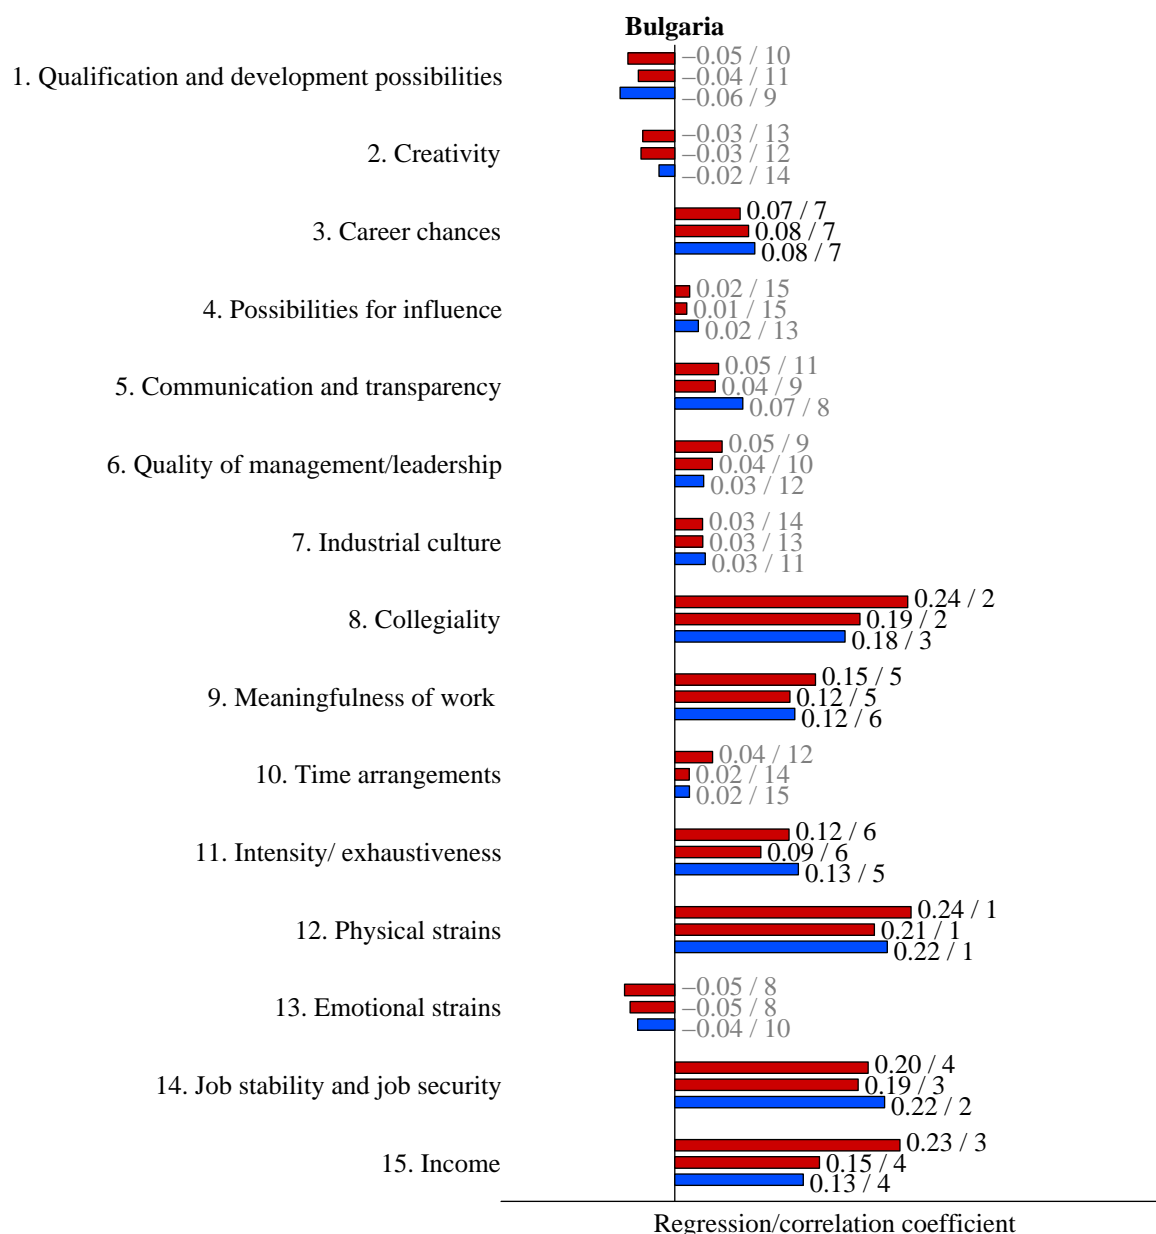 Bulgaria
–0.05 / 10
1. Qualification and development possibilities
–0.04 / 11
–0.06 / 9
–0.03 / 13
2. Creativity
–0.03 / 12
–0.02 / 14
0.07 / 7
3. Career chances
0.08 / 7
0.08 / 7
0.02 / 15
4. Possibilities for influence
0.01 / 15
0.02 / 13
0.05 / 11
5. Communication and transparency
0.04 / 9
0.07 / 8
0.05 / 9
6. Quality of management/leadership
0.04 / 10
0.03 / 12
0.03 / 14
7. Industrial culture
0.03 / 13
0.03 / 11
0.24 / 2
8. Collegiality
0.19 / 2
0.18 / 3
0.15 / 5
9. Meaningfulness of work
0.12 / 5
0.12 / 6
0.04 / 12
10. Time arrangements
0.02 / 14
0.02 / 15
0.12 / 6
11. Intensity/ exhaustiveness
0.09 / 6
0.13 / 5
0.24 / 1
12. Physical strains
0.21 / 1
0.22 / 1
–0.05 / 8
13. Emotional strains
–0.05 / 8
–0.04 / 10
0.20 / 4
14. Job stability and job security
0.19 / 3
0.22 / 2
0.23 / 3
15. Income
0.15 / 4
0.13 / 4
Regression/correlation coefficient